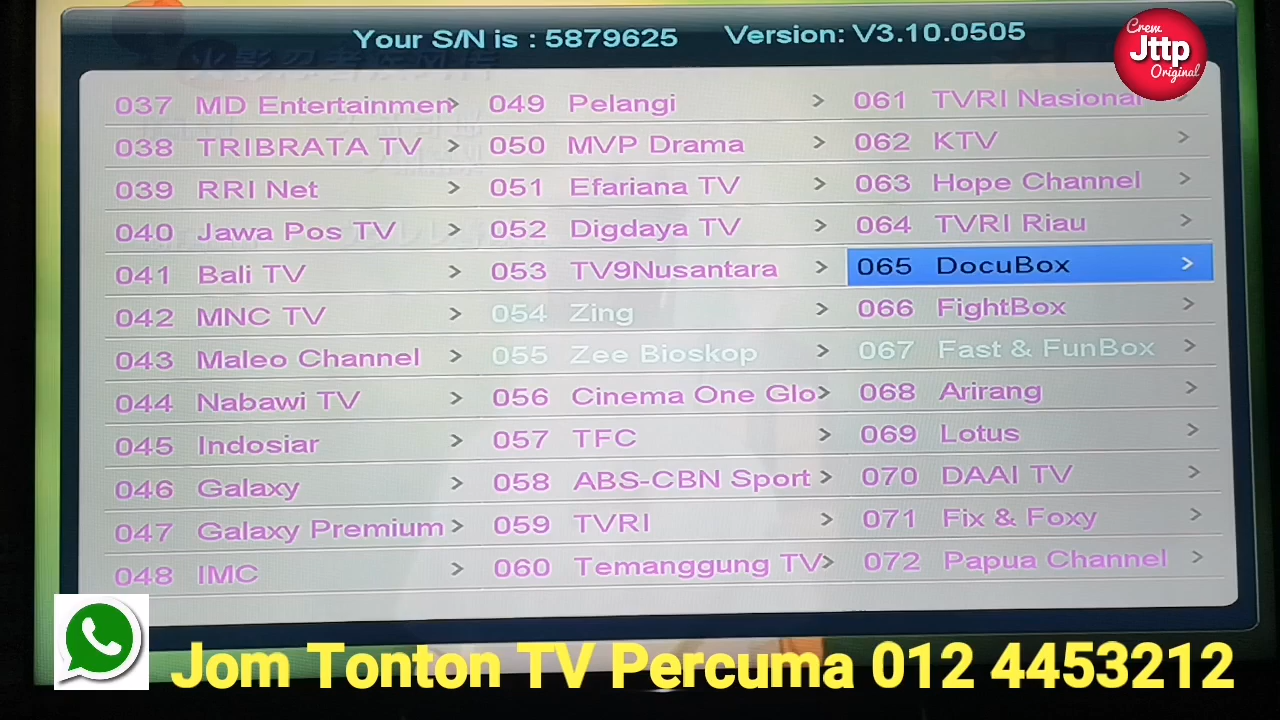 Your S/N is : 5879625 Version: V3.10.0505
Crew
Jttp
Original
037 MD Entertainmen> 049 Pelangi > 061 TVRI Nasional >
038 TRIBRATA TV > 050 MVP Drama > 062 KTV >
039 RRI Net > 051 Efariana TV > 063 Hope Channel >
040 Jawa Pos TV > 052 Digdaya TV > 064 TVRI Riau >
041 Bali TV > 053 TV9Nusantara > 065 DocuBox >
042 MNC TV > 054 Zing > 066 FightBox >
043 Maleo Channel > 055 Zee Bioskop > 067 Fast & FunBox >
044 Nabawi TV > 056 Cinema One Glo> 068 Arirang >
045 Indosiar > 057 TFC > 069 Lotus >
046 Galaxy > 058 ABS-CBN Sport > 070 DAAI TV >
047 Galaxy Premium > 059 TVRI > 071 Fix & Foxy >
048 IMC > 060 Temanggung TV> 072 Papua Channel >
Jom Tonton TV Percuma 012 4453212